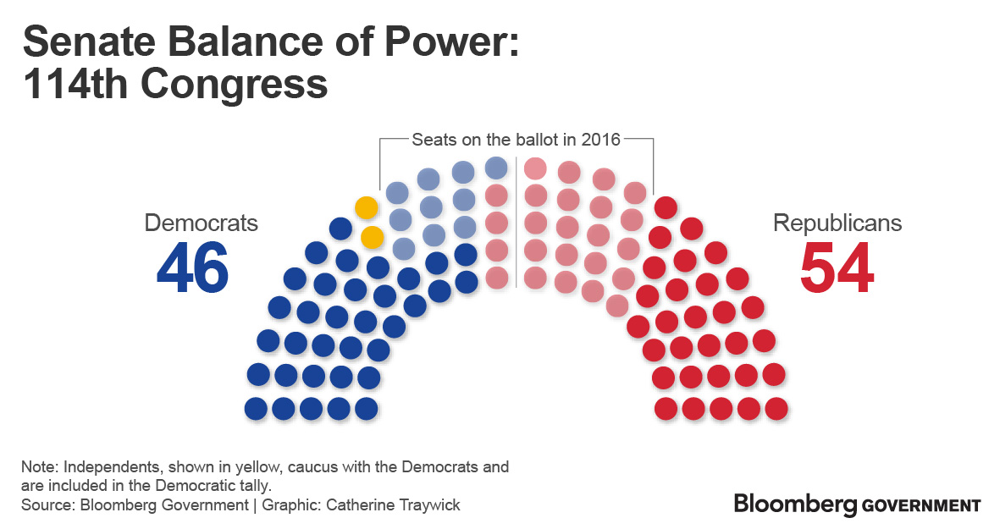 Senate Balance of Power:
114th Congress
Seats on the ballot in 2016
Democrats
46
Republicans
54
Note: Independents, shown in yellow, caucus with the Democrats and
are included in the Democratic tally.
Source: Bloomberg Government | Graphic: Catherine Traywick
Bloomberg GOVERNMENT